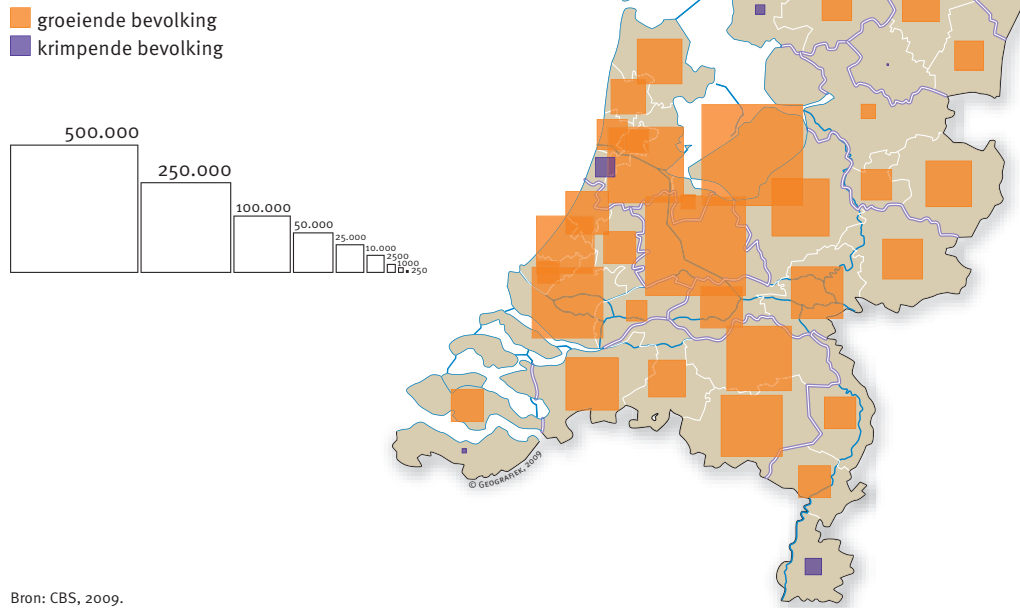 groeiende bevolking
krimpende bevolking
500.000
250.000
100.000
50.000
25.000
10.000
2500
1000
250
© Geografiek, 2009
Bron: CBS, 2009.